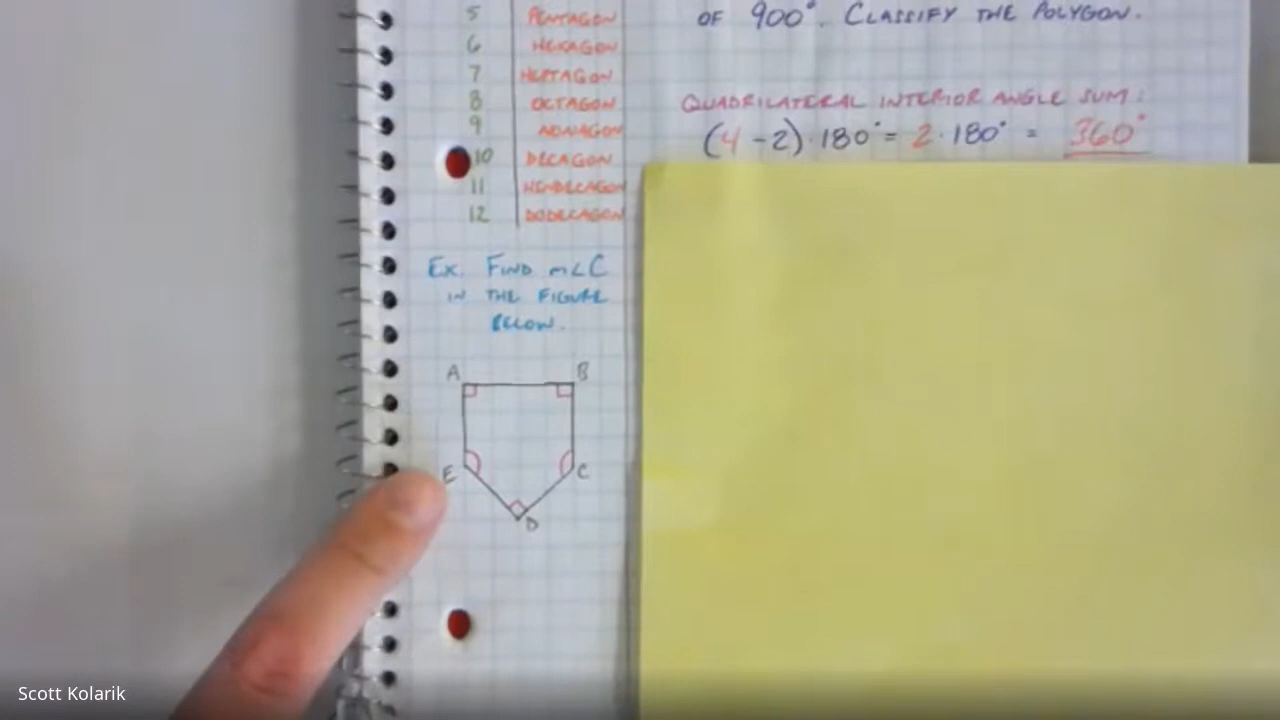 5 PENTAGON
6 HEXAGON
7 HEPTAGON
8 OCTAGON
9 NONAGON
10 DECAGON
11 HENDECAGON
12 DODECAGON
EX. FIND m∠C
IN THE FIGURE
BELOW.
A B
E C
D
OF 900°. CLASSIFY THE POLYGON.
QUADRILATERAL INTERIOR ANGLE SUM:
(4-2)·180° = 2·180° = 360°
Scott Kolarik